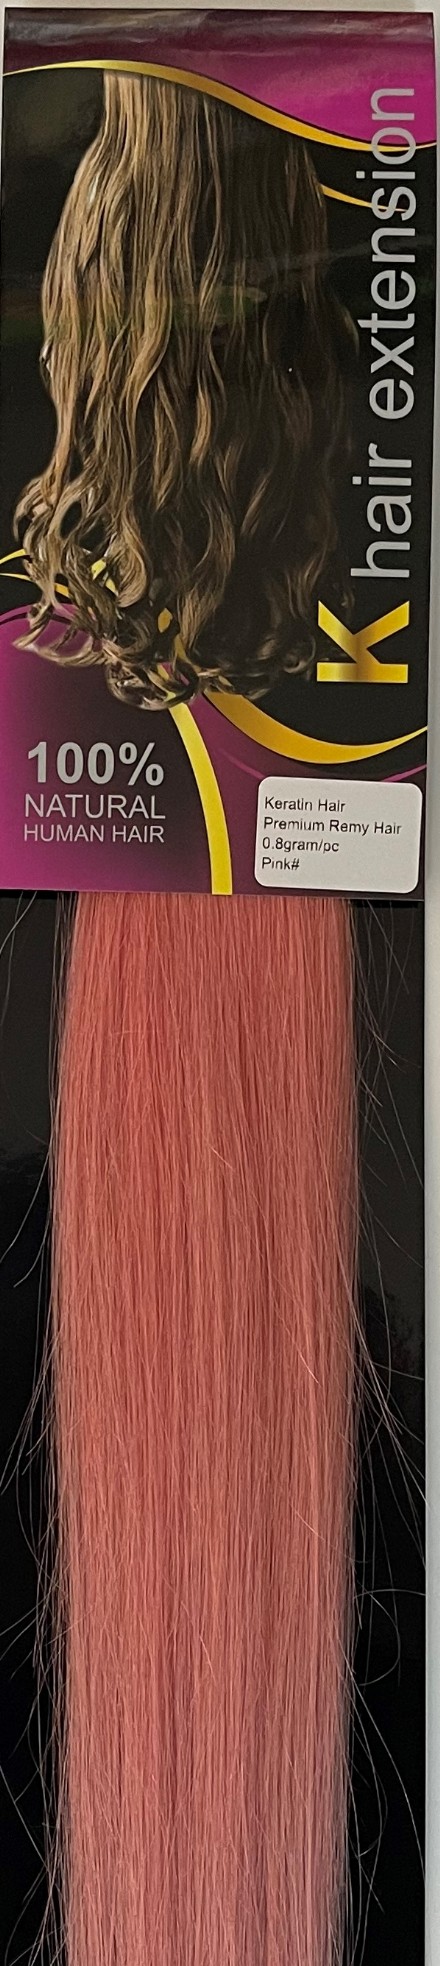 K hair extension
100%
NATURAL
HUMAN HAIR
Keratin Hair
Premium Remy Hair
0.8gram/pc
Pink#